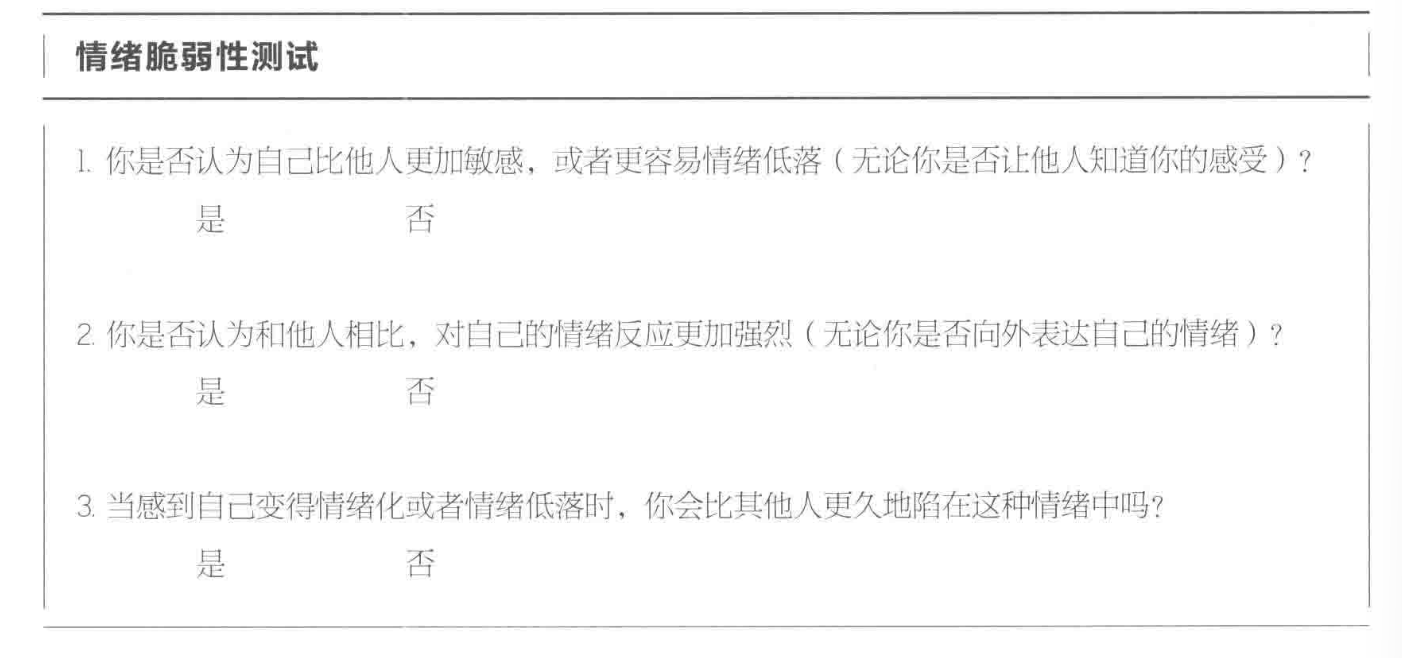 情绪脆弱性测试
1. 你是否认为自己比他人更加敏感，或者更容易情绪低落（无论你是否让他人知道你的感受）？
是 否
2. 你是否认为和他人相比，对自己的情绪反应更加强烈（无论你是否向外表达自己的情绪）？
是 否
3. 当感到自己变得情绪化或者情绪低落时，你会比其他人更久地陷在这种情绪中吗？
是 否